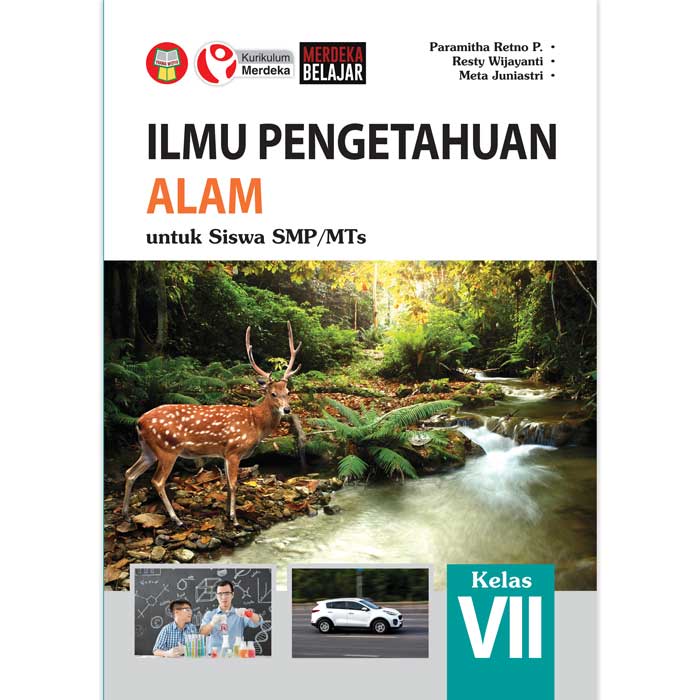 Kurikulum
Merdeka
MERDEKA
BELAJAR
Paramitha Retno P. •
Resty Wijayanti •
Meta Juniastri •
ILMU PENGETAHUAN
ALAM
untuk Siswa SMP/MTs
Kelas
VII